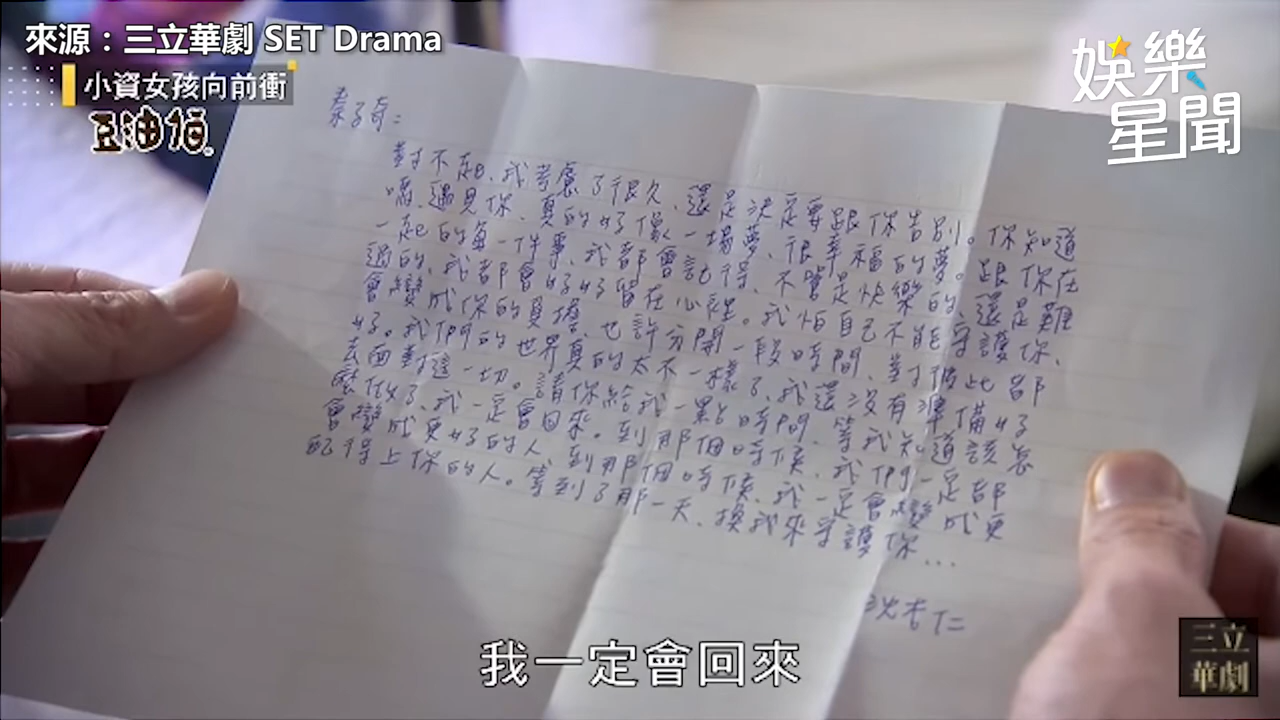 來源：三立華劇 SET Drama
小資女孩向前衝
豆油伯
娛樂
星聞
秦子奇：
對不起、我考慮了很久、還是決定要跟你告別。你知道
嗎、遇見你、真的好像一場夢、很幸福的夢。跟你在
一起的每一件事、我都會記得、不管是快樂的、還是難
過的、我都會好好留在心裡。我怕自己不能守護你、
會變成你的負擔、也許分開一段時間、對彼此都
好。我們的世界真的太不一樣了、我還沒有準備好
去面對這一切。請你給我一點時間、等我知道該怎
麼做了、我一定會回來。到那個時候、我們一定都
會變成更好的人、到那個時候、我一定會變成更
配得上你的人。等到了那一天、換我來守護你...
沈杏仁
我一定會回來
三立
華劇